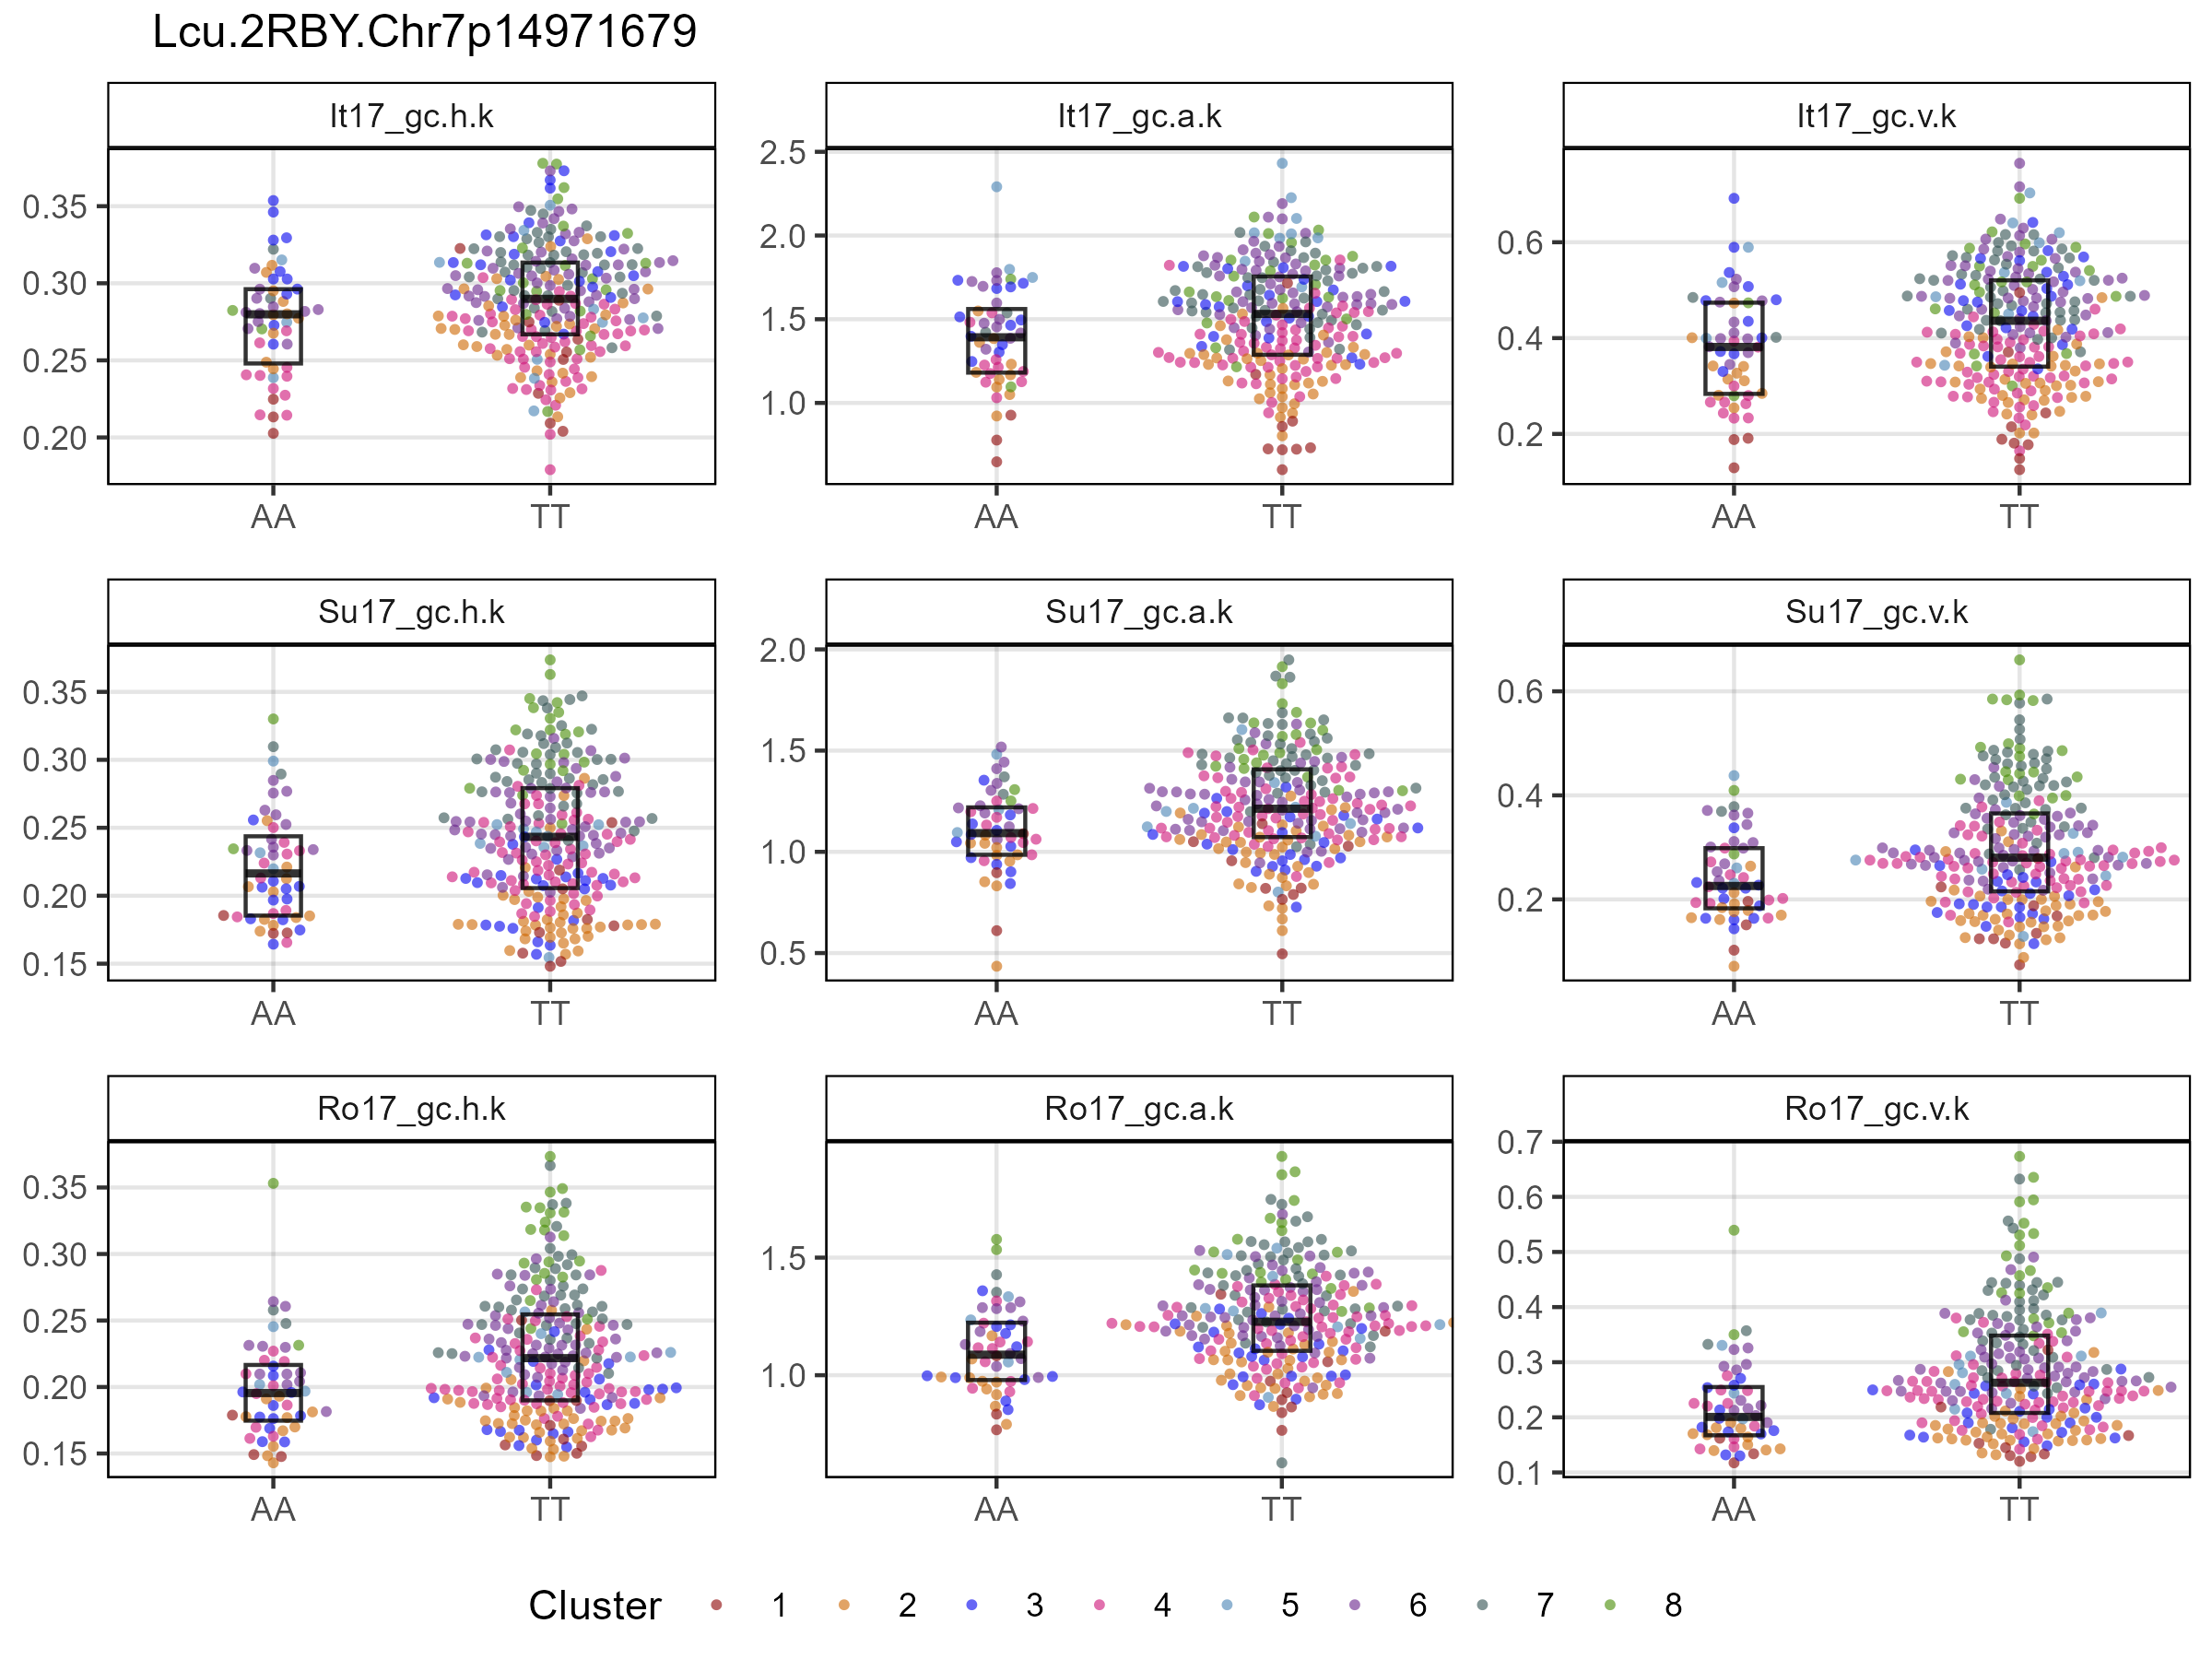 Lcu.2RBY.Chr7p14971679
It17_gc.h.k
It17_gc.a.k
It17_gc.v.k
0.35
0.30
0.25
0.20
AA TT
2.5
2.0
1.5
1.0
AA TT
0.6
0.4
0.2
AA TT
Su17_gc.h.k
Su17_gc.a.k
Su17_gc.v.k
0.35
0.30
0.25
0.20
0.15
AA TT
2.0
1.5
1.0
0.5
AA TT
0.6
0.4
0.2
AA TT
Ro17_gc.h.k
Ro17_gc.a.k
Ro17_gc.v.k
0.35
0.30
0.25
0.20
0.15
AA TT
1.5
1.0
AA TT
0.7
0.6
0.5
0.4
0.3
0.2
0.1
AA TT
Cluster 1 2 3 4 5 6 7 8